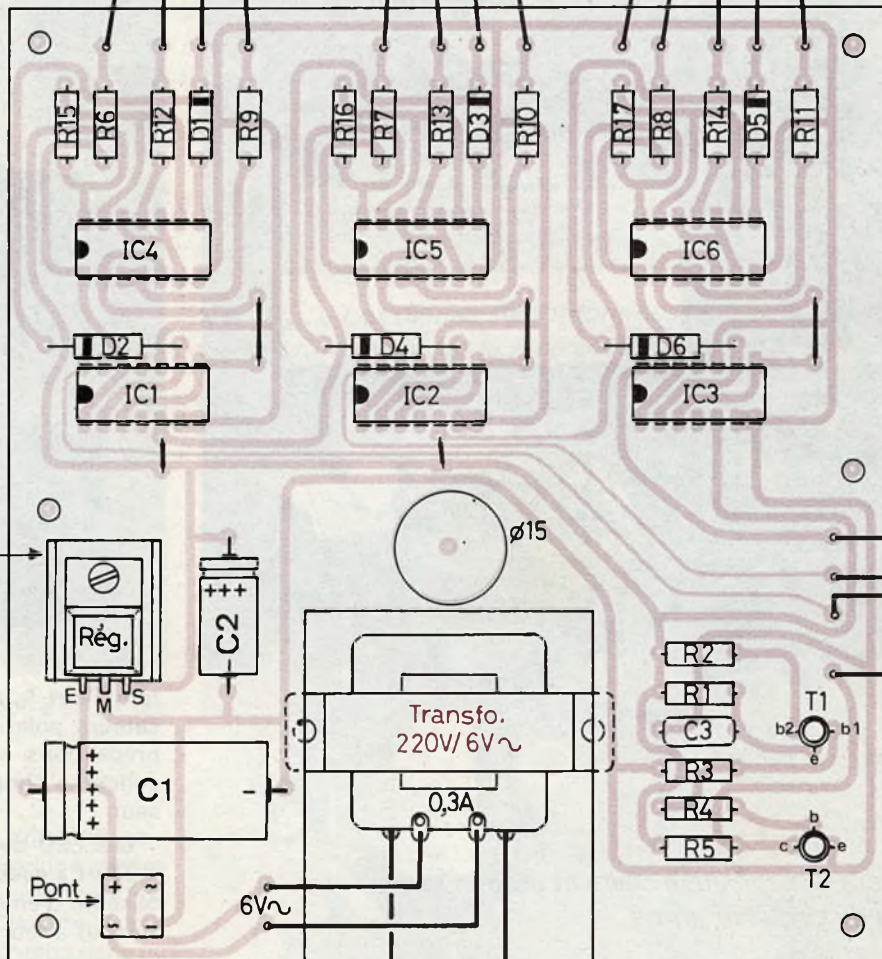 R15 R6 R12 D1 R9 R16 R7 R13 D3 R10 R17 R8 R14 D5 R11
IC4 IC5 IC6
D2 D4 D6
IC1 IC2 IC3
ø15
Rég.
E M S
+++
C2
Transfo.
220V/6V~
0,3A
R2
R1
C3
R3
R4
R5
T1
b2 b1
e
b
c e
T2
+++++ C1 -
Pont
+ ~
~ -
6V~